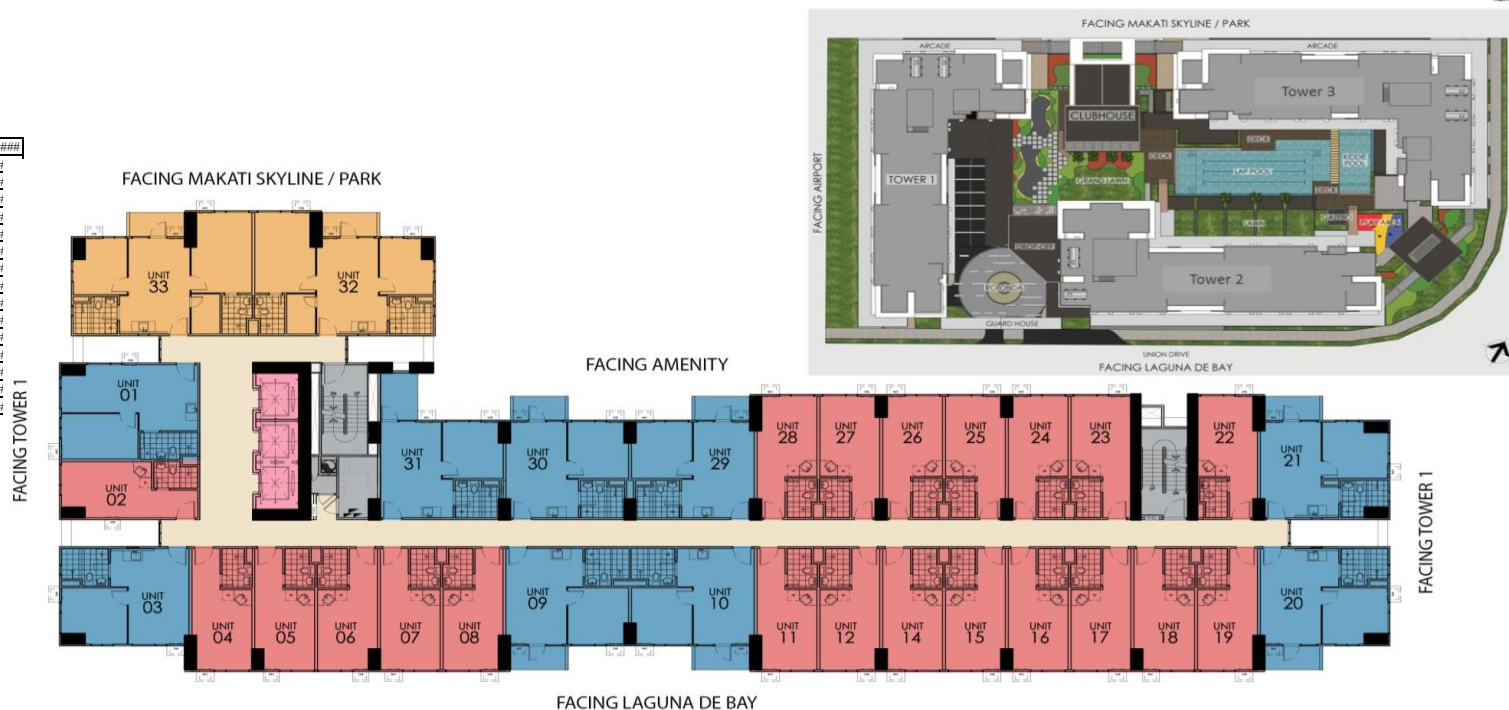 ###
FACING MAKATI SKYLINE / PARK
ARCADE
ARCADE
Tower 3
CLUBHOUSE
DECK
DECK
KIDDIE
POOL
LAP POOL
TOWER 1
GRAND LAWN
DECK
FACING AIRPORT
LAWN
GAZEBO
PLAY AREA
DROP-OFF
Tower 2
ROTONDA
GUARD HOUSE
UNION DRIVE
FACING LAGUNA DE BAY
FACING MAKATI SKYLINE / PARK
UNIT
33
UNIT
32
FACING AMENITY
FACING TOWER 1
UNIT
01
UNIT
02
UNIT
31
UNIT
30
UNIT
29
UNIT
28
UNIT
27
UNIT
26
UNIT
25
UNIT
24
UNIT
23
UNIT
22
UNIT
21
FACING TOWER 1
UNIT
03
UNIT
04
UNIT
05
UNIT
06
UNIT
07
UNIT
08
UNIT
09
UNIT
10
UNIT
11
UNIT
12
UNIT
14
UNIT
15
UNIT
16
UNIT
17
UNIT
18
UNIT
19
UNIT
20
FACING LAGUNA DE BAY